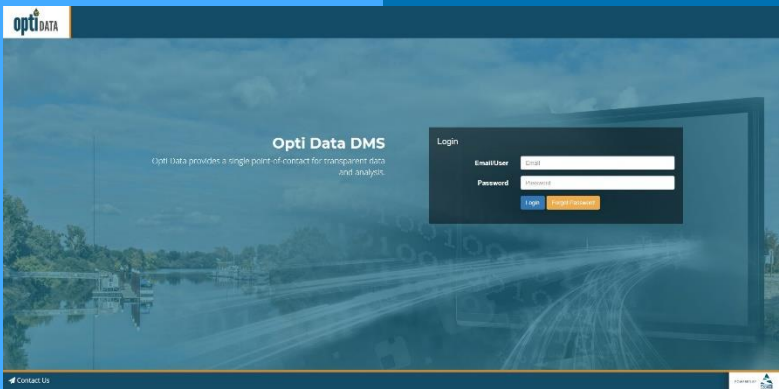 opti DATA
Opti Data DMS
Opti Data provides a single point-of-contact for transparent data
and analysis.
Login
Email/User
Email
Password
Password
Login
Forgot Password
Contact Us